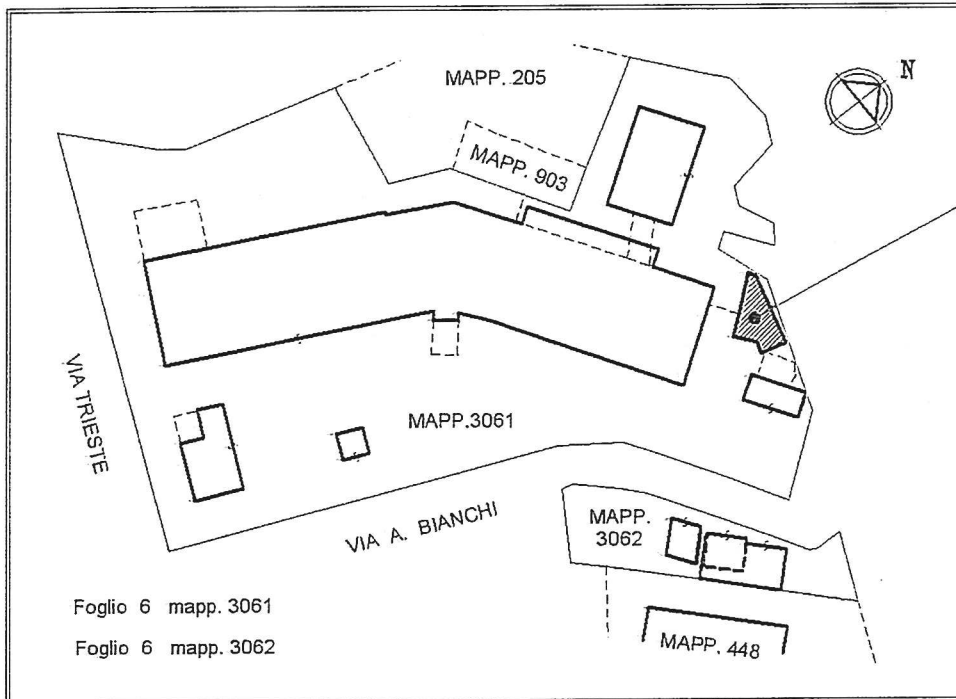 MAPP. 205
N
MAPP. 903
VIA TRIESTE
MAPP.3061
VIA A. BIANCHI
MAPP.
3062
Foglio 6 mapp. 3061
Foglio 6 mapp. 3062
MAPP. 448